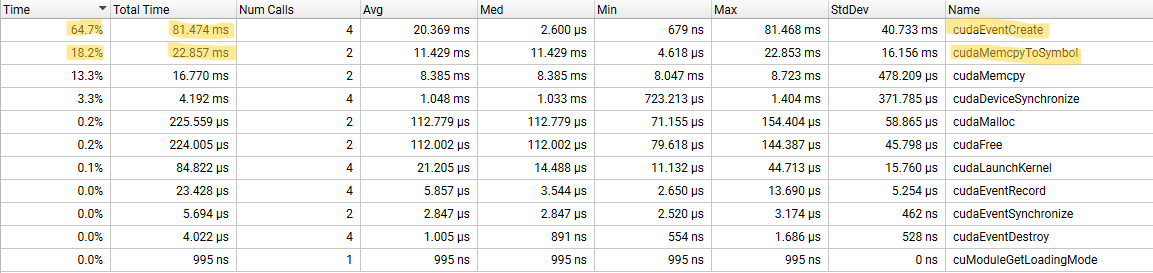 Time Total Time Num Calls Avg Med Min Max StdDev Name
64.7% 81.474 ms 4 20.369 ms 2.600 μs 679 ns 81.468 ms 40.733 ms cudaEventCreate
18.2% 22.857 ms 2 11.429 ms 11.429 ms 4.618 μs 22.853 ms 16.156 ms cudaMemcpyToSymbol
13.3% 16.770 ms 2 8.385 ms 8.385 ms 8.047 ms 8.723 ms 478.209 μs cudaMemcpy
3.3% 4.192 ms 4 1.048 ms 1.033 ms 723.213 μs 1.404 ms 371.785 μs cudaDeviceSynchronize
0.2% 225.559 μs 2 112.779 μs 112.779 μs 71.155 μs 154.404 μs 58.865 μs cudaMalloc
0.2% 224.005 μs 2 112.002 μs 112.002 μs 79.618 μs 144.387 μs 45.798 μs cudaFree
0.1% 84.822 μs 4 21.205 μs 14.488 μs 11.132 μs 44.713 μs 15.760 μs cudaLaunchKernel
0.0% 23.428 μs 4 5.857 μs 3.544 μs 2.650 μs 13.690 μs 5.254 μs cudaEventRecord
0.0% 5.694 μs 2 2.847 μs 2.847 μs 2.520 μs 3.174 μs 462 ns cudaEventSynchronize
0.0% 4.022 μs 4 1.005 μs 891 ns 554 ns 1.686 μs 528 ns cudaEventDestroy
0.0% 995 ns 1 995 ns 995 ns 995 ns 995 ns 0 ns cuModuleGetLoadingMode